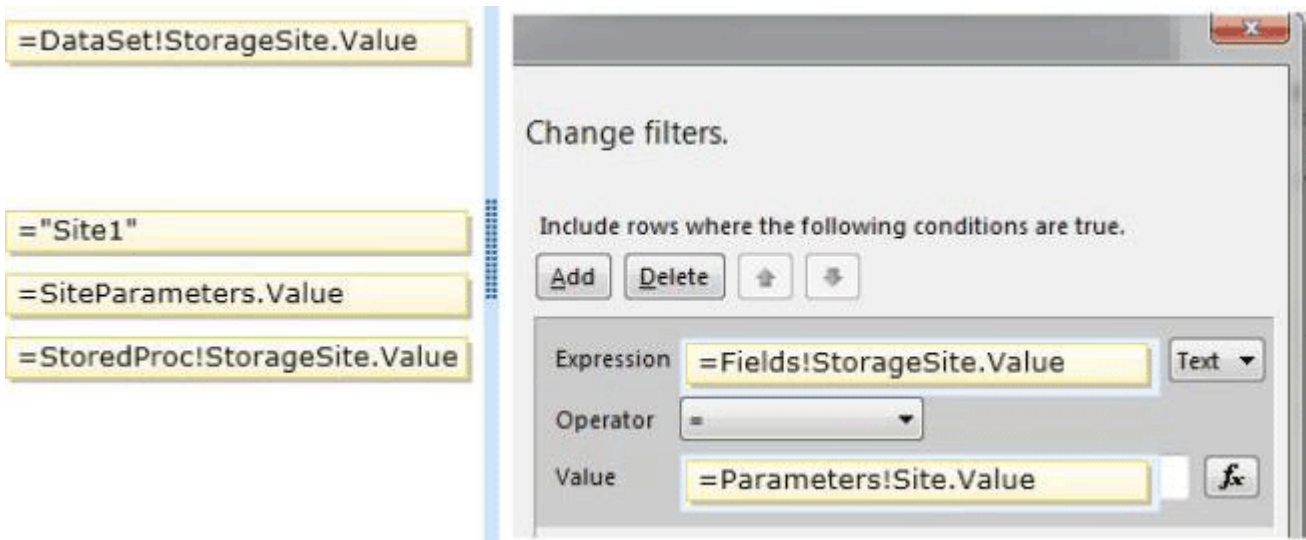 =DataSet!StorageSite.Value
="Site1"
=SiteParameters.Value
=StoredProc!StorageSite.Value
Change filters.
Include rows where the following conditions are true.
Add Delete
Expression =Fields!StorageSite.Value Text
Operator =
Value =Parameters!Site.Value fx